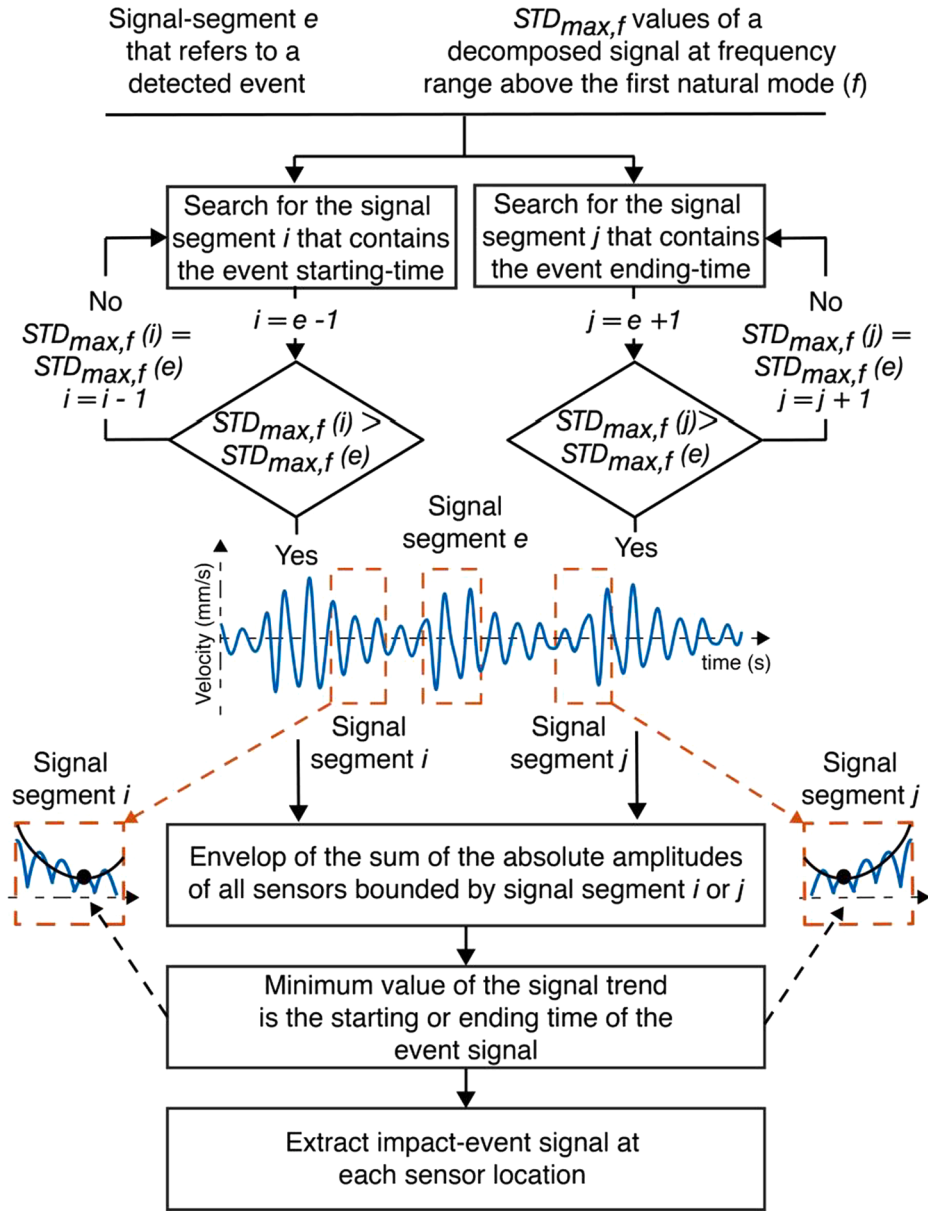 Signal-segment e
that refers to a
detected event
STDmax,f values of a
decomposed signal at frequency
range above the first natural mode (f)
Search for the signal
segment i that contains
the event starting-time
Search for the signal
segment j that contains
the event ending-time
No
STDmax,f (i) =
STDmax,f (e)
i = i - 1
i = e -1
j = e +1
No
STDmax,f (j) =
STDmax,f (e)
j = j + 1
STDmax,f (i) >
STDmax,f (e)
STDmax,f (j)>
STDmax,f (e)
Yes
Signal
segment e
Yes
Velocity (mm/s)
time (s)
Signal
segment i
Signal
segment j
Signal
segment i
Signal
segment j
Envelop of the sum of the absolute amplitudes
of all sensors bounded by signal segment i or j
Minimum value of the signal trend
is the starting or ending time of the
event signal
Extract impact-event signal at
each sensor location